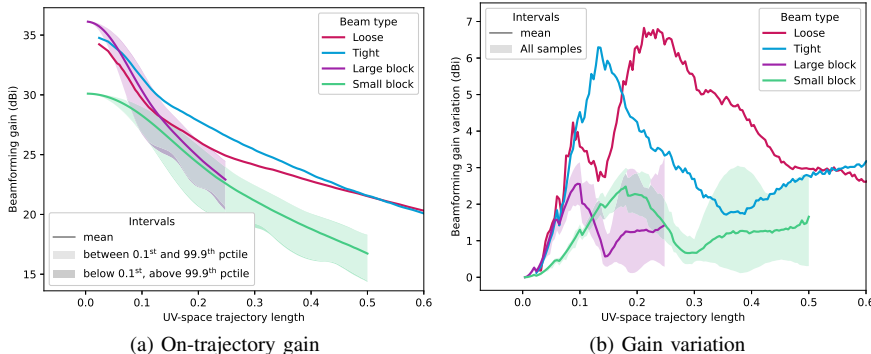 Beam type
Loose
Tight
Large block
Small block
Intervals
mean
between 0.1st and 99.9th pctile
below 0.1st, above 99.9th pctile
Beamforming gain (dBi)
35
30
25
20
15
0.0 0.1 0.2 0.3 0.4 0.5 0.6
UV-space trajectory length
(a) On-trajectory gain
Intervals
mean
All samples
Beam type
Loose
Tight
Large block
Small block
Beamforming gain variation (dBi)
7
6
5
4
3
2
1
0
0.0 0.1 0.2 0.3 0.4 0.5 0.6
UV-space trajectory length
(b) Gain variation